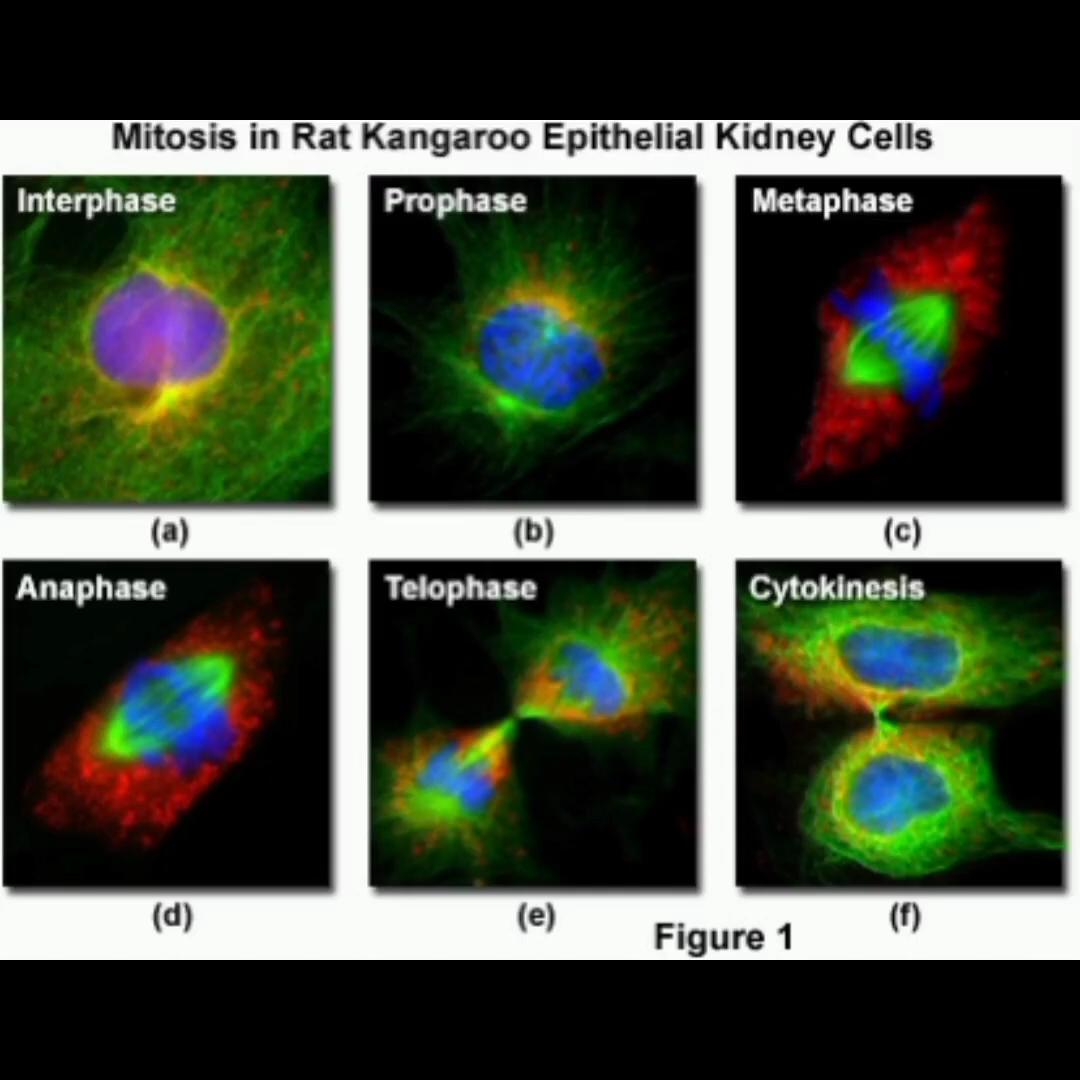 Mitosis in Rat Kangaroo Epithelial Kidney Cells
Interphase
Prophase
Metaphase
(a)
(b)
(c)
Anaphase
Telophase
Cytokinesis
(d)
(e)
(f)
Figure 1